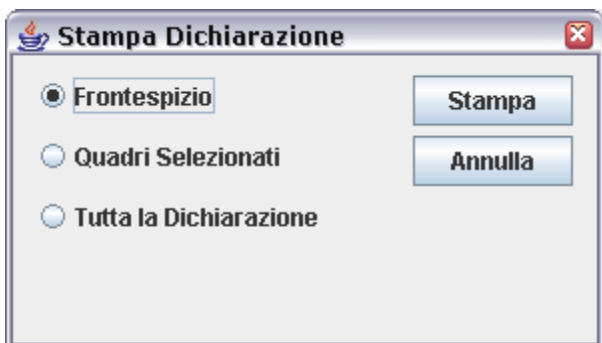 Stampa Dichiarazione
Frontespizio
Stampa
Quadri Selezionati
Annulla
Tutta la Dichiarazione